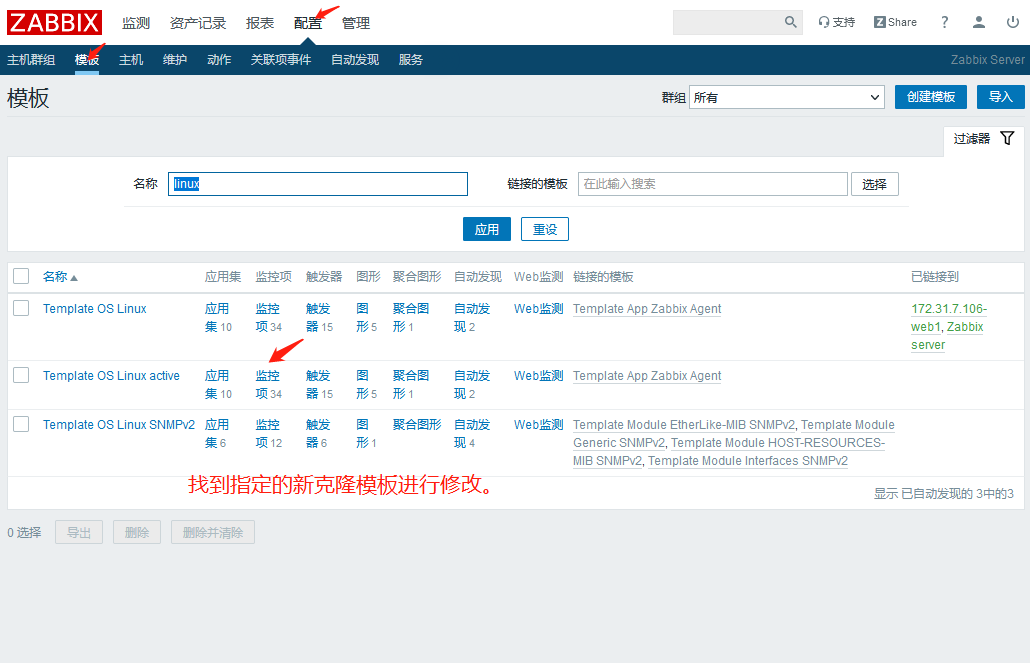 ZABBIX 监测 资产记录 报表 配置 管理 支持 Z Share ?
主机群组 模板 主机 维护 动作 关联项事件 自动发现 服务 Zabbix Server
模板 群组 所有 创建模板 导入
过滤器
名称 linux 链接的模板 在此输入搜索 选择
应用 重设
名称 应用集 监控项 触发器 图形 聚合图形 自动发现 Web监测 链接的模板 已链接到
Template OS Linux 应用 监控 触发 图 聚合图 自动发 Web监测 Template App Zabbix Agent 172.31.7.106-
集 10 项 34 器 15 形 5 形 1 现 2 web1, Zabbix
server
Template OS Linux active 应用 监控 触发 图 聚合图 自动发 Web监测 Template App Zabbix Agent
集 10 项 34 器 15 形 5 形 1 现 2
Template OS Linux SNMPv2 应用 监控 触发 图 聚合图形 自动发 Web监测 Template Module EtherLike-MIB SNMPv2, Template Module
集 6 项 12 器 6 形 1 现 4 Generic SNMPv2, Template Module HOST-RESOURCES-
MIB SNMPv2, Template Module Interfaces SNMPv2
找到指定的新克隆模板进行修改。
显示 已自动发现的 3中的3
0 选择 导出 删除 删除并清除